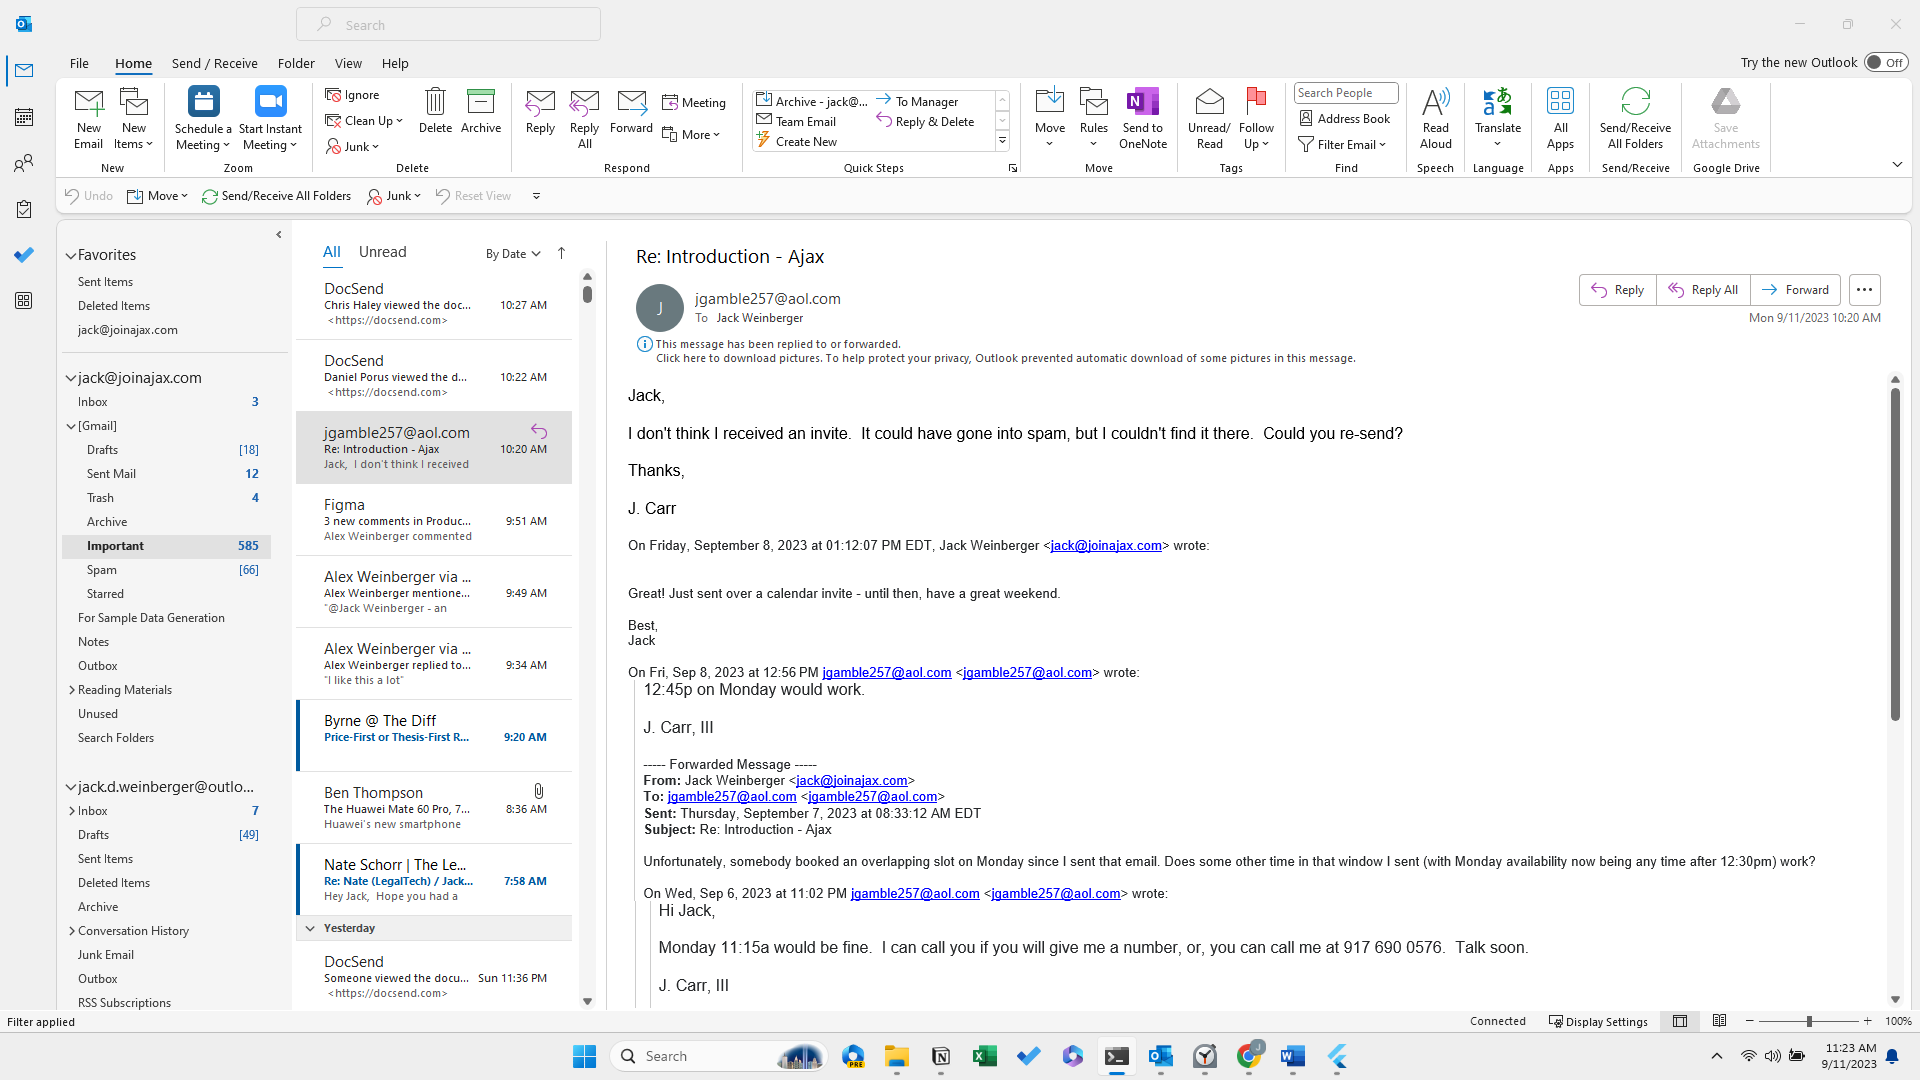 Search
File Home Send / Receive Folder View Help
Try the new Outlook Off
New Email
New Items
New
Schedule a Meeting
Start Instant Meeting
Zoom
Ignore
Clean Up
Junk
Delete
Archive
Delete
Reply
Reply All
Forward
Meeting
More
Respond
Archive - jack@...
To Manager
Team Email
Reply & Delete
Create New
Quick Steps
Move
Rules
Send to OneNote
Move
Unread/ Read
Follow Up
Tags
Search People
Address Book
Filter Email
Find
Read Aloud
Speech
Translate
Language
All Apps
Apps
Send/Receive All Folders
Send/Receive
Save Attachments
Google Drive
Undo Move Send/Receive All Folders Junk Reset View
Favorites
Sent Items
Deleted Items
jack@joinajax.com
jack@joinajax.com
Inbox 3
[Gmail]
Drafts [18]
Sent Mail 12
Trash 4
Archive
Important 585
Spam [66]
Starred
For Sample Data Generation
Notes
Outbox
Reading Materials
Unused
Search Folders
jack.d.weinberger@outlo...
Inbox 7
Drafts [49]
Sent Items
Deleted Items
Archive
Conversation History
Junk Email
Outbox
RSS Subscriptions
All Unread By Date
DocSend
Chris Haley viewed the doc... 10:27 AM
<https://docsend.com>
DocSend
Daniel Porus viewed the d... 10:22 AM
<https://docsend.com>
jgamble257@aol.com
Re: Introduction - Ajax 10:20 AM
Jack, I don't think I received
Figma
3 new comments in Produc... 9:51 AM
Alex Weinberger commented
Alex Weinberger via ...
Alex Weinberger mentione... 9:49 AM
"@Jack Weinberger - an
Alex Weinberger via ...
Alex Weinberger replied to... 9:34 AM
"I like this a lot"
Byrne @ The Diff
Price-First or Thesis-First R... 9:20 AM
Ben Thompson
The Huawei Mate 60 Pro, 7... 8:36 AM
Huawei's new smartphone
Nate Schorr | The Le...
Re: Nate (LegalTech) / Jack... 7:58 AM
Hey Jack, Hope you had a
Yesterday
DocSend
Someone viewed the docu... Sun 11:36 PM
<https://docsend.com>
Re: Introduction - Ajax
J
jgamble257@aol.com
To Jack Weinberger
Reply Reply All Forward
Mon 9/11/2023 10:20 AM
This message has been replied to or forwarded.
Click here to download pictures. To help protect your privacy, Outlook prevented automatic download of some pictures in this message.
Jack,
I don't think I received an invite. It could have gone into spam, but I couldn't find it there. Could you re-send?
Thanks,
J. Carr
On Friday, September 8, 2023 at 01:12:07 PM EDT, Jack Weinberger <jack@joinajax.com> wrote:
Great! Just sent over a calendar invite - until then, have a great weekend.
Best,
Jack
On Fri, Sep 8, 2023 at 12:56 PM jgamble257@aol.com <jgamble257@aol.com> wrote:
12:45p on Monday would work.
J. Carr, III
----- Forwarded Message -----
From: Jack Weinberger <jack@joinajax.com>
To: jgamble257@aol.com <jgamble257@aol.com>
Sent: Thursday, September 7, 2023 at 08:33:12 AM EDT
Subject: Re: Introduction - Ajax
Unfortunately, somebody booked an overlapping slot on Monday since I sent that email. Does some other time in that window I sent (with Monday availability now being any time after 12:30pm) work?
On Wed, Sep 6, 2023 at 11:02 PM jgamble257@aol.com <jgamble257@aol.com> wrote:
Hi Jack,
Monday 11:15a would be fine. I can call you if you will give me a number, or, you can call me at 917 690 0576. Talk soon.
J. Carr, III
Filter applied
Connected Display Settings 100%
Search
PRE
J
11:23 AM
9/11/2023